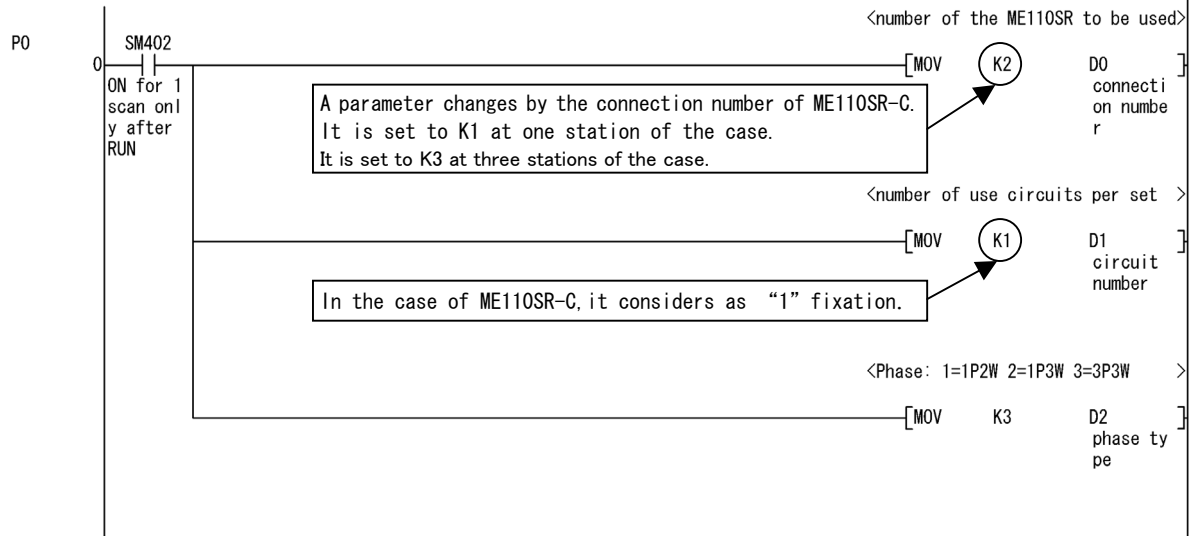 <number of the ME110SR to be used>
P0
SM402
0
[MOV K2 D0 ]
ON for 1
scan onl
y after
RUN
connecti
on numbe
r
A parameter changes by the connection number of ME110SR-C.
It is set to K1 at one station of the case.
It is set to K3 at three stations of the case.
<number of use circuits per set >
[MOV K1 D1 ]
circuit
number
In the case of ME110SR-C, it considers as “1” fixation.
<Phase: 1=1P2W 2=1P3W 3=3P3W >
[MOV K3 D2 ]
phase ty
pe